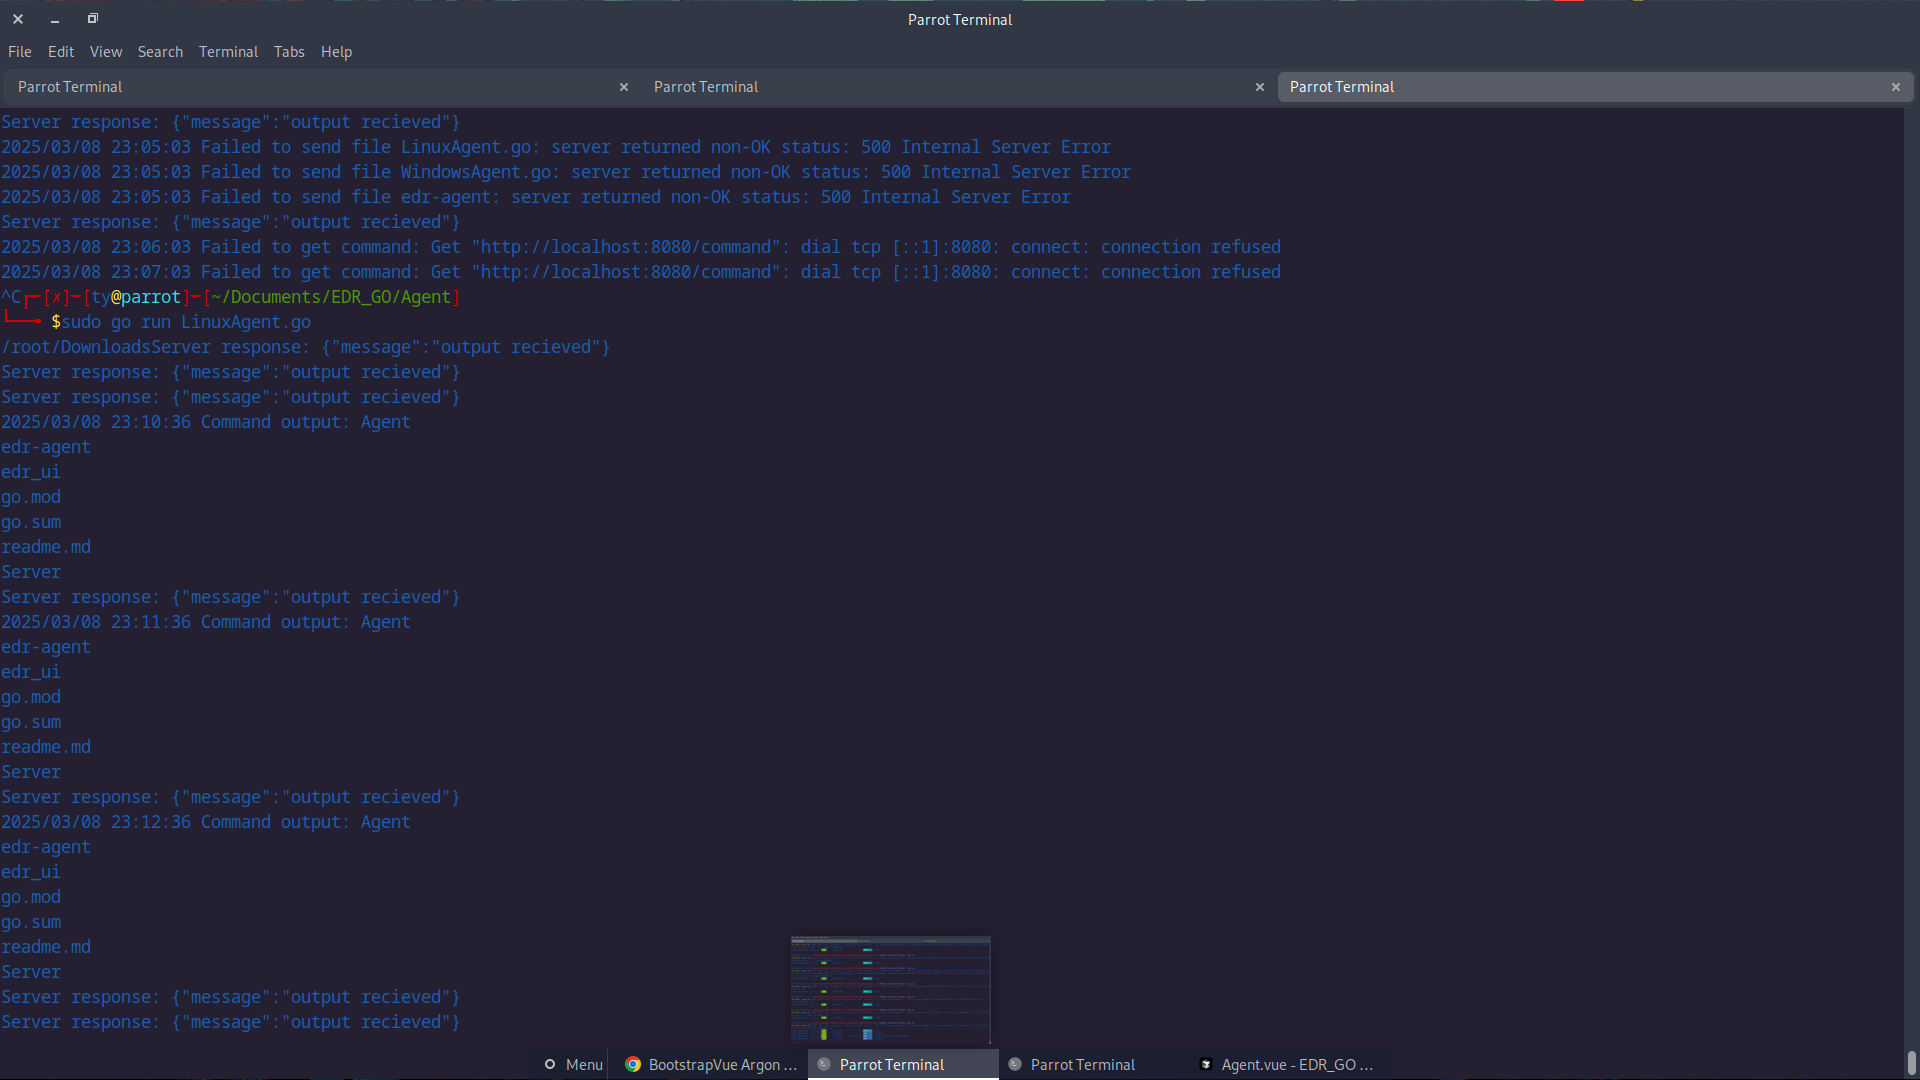 Parrot Terminal
File Edit View Search Terminal Tabs Help
Parrot Terminal Parrot Terminal Parrot Terminal
Server response: {"message":"output recieved"}
2025/03/08 23:05:03 Failed to send file LinuxAgent.go: server returned non-OK status: 500 Internal Server Error
2025/03/08 23:05:03 Failed to send file WindowsAgent.go: server returned non-OK status: 500 Internal Server Error
2025/03/08 23:05:03 Failed to send file edr-agent: server returned non-OK status: 500 Internal Server Error
Server response: {"message":"output recieved"}
2025/03/08 23:06:03 Failed to get command: Get "http://localhost:8080/command": dial tcp [::1]:8080: connect: connection refused
2025/03/08 23:07:03 Failed to get command: Get "http://localhost:8080/command": dial tcp [::1]:8080: connect: connection refused
^C┌─[✗]─[ty@parrot]─[~/Documents/EDR_GO/Agent]
└──╼ $sudo go run LinuxAgent.go
/root/DownloadsServer response: {"message":"output recieved"}
Server response: {"message":"output recieved"}
Server response: {"message":"output recieved"}
2025/03/08 23:10:36 Command output: Agent
edr-agent
edr_ui
go.mod
go.sum
readme.md
Server
Server response: {"message":"output recieved"}
2025/03/08 23:11:36 Command output: Agent
edr-agent
edr_ui
go.mod
go.sum
readme.md
Server
Server response: {"message":"output recieved"}
2025/03/08 23:12:36 Command output: Agent
edr-agent
edr_ui
go.mod
go.sum
readme.md
Server
Server response: {"message":"output recieved"}
Server response: {"message":"output recieved"}
Menu BootstrapVue Argon ... Parrot Terminal Parrot Terminal Agent.vue - EDR_GO ...